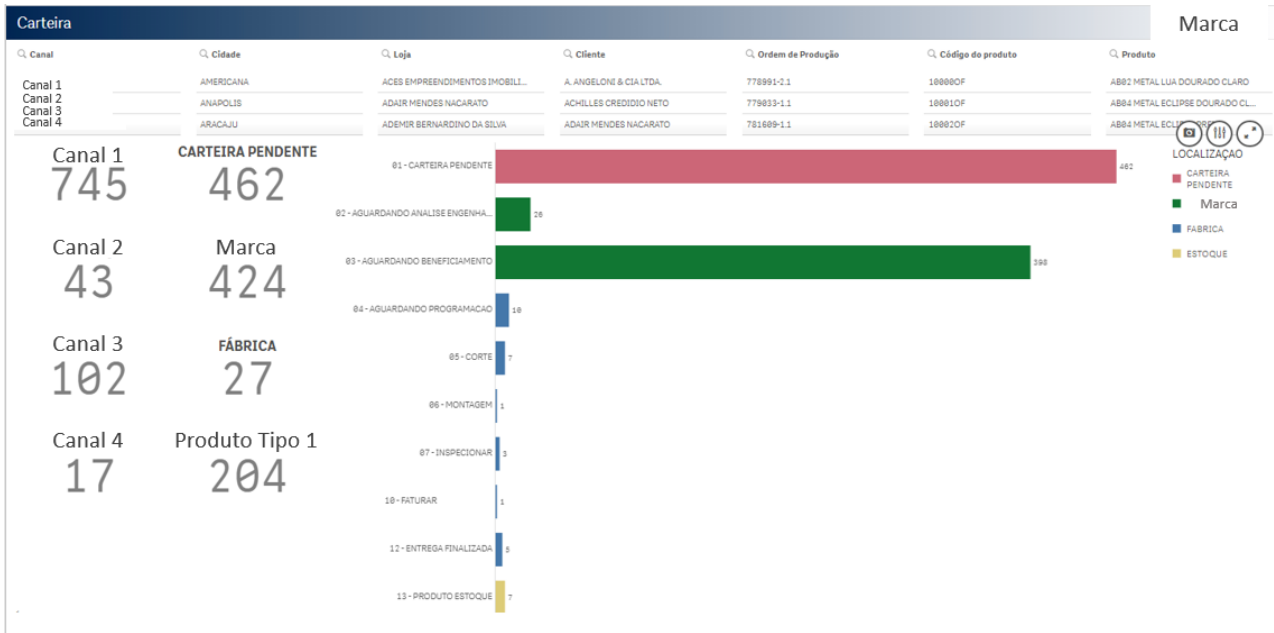 Carteira
Marca
Canal
Cidade
Loja
Cliente
Ordem de Produção
Código do produto
Produto
Canal 1
AMERICANA
ACES EMPREENDIMENTOS IMOBILI...
A. ANGELONI & CIA LTDA.
778991-2.1
10000OF
AB02 METAL LUA DOURADO CLARO
Canal 2
ANAPOLIS
ADAIR MENDES NACARATO
ACHILLES CREDIDIO NETO
779033-1.1
10001OF
AB04 METAL ECLIPSE DOURADO CL...
Canal 3
Canal 4
ARACAJU
ADEMIR BERNARDINO DA SILVA
ADAIR MENDES NACARATO
781609-1.1
10002OF
AB04 METAL
Canal 1
745
CARTEIRA PENDENTE
462
Canal 2
43
Marca
424
Canal 3
102
FÁBRICA
27
Canal 4
17
Produto Tipo 1
204
01 - CARTEIRA PENDENTE
462
02 - AGUARDANDO ANALISE ENGENHA...
26
03 - AGUARDANDO BENEFICIAMENTO
398
04 - AGUARDANDO PROGRAMACAO
10
05 - CORTE
7
06 - MONTAGEM
1
07 - INSPECIONAR
3
10 - FATURAR
1
12 - ENTREGA FINALIZADA
5
13 - PRODUTO ESTOQUE
7
LOCALIZAÇAO
CARTEIRA
PENDENTE
Marca
FABRICA
ESTOQUE